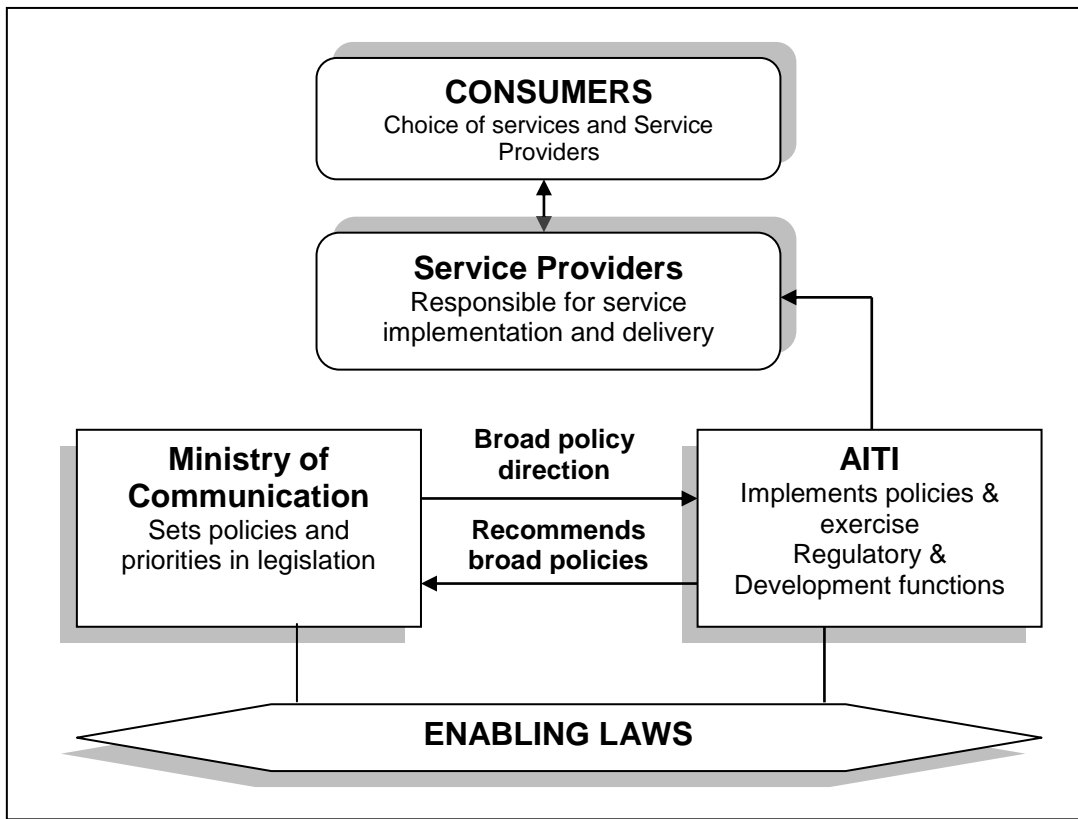 CONSUMERS
Choice of services and Service
Providers
Service Providers
Responsible for service
implementation and delivery
Ministry of
Communication
Sets policies and
priorities in legislation
Broad policy
direction
Recommends
broad policies
AITI
Implements policies &
exercise
Regulatory &
Development functions
ENABLING LAWS